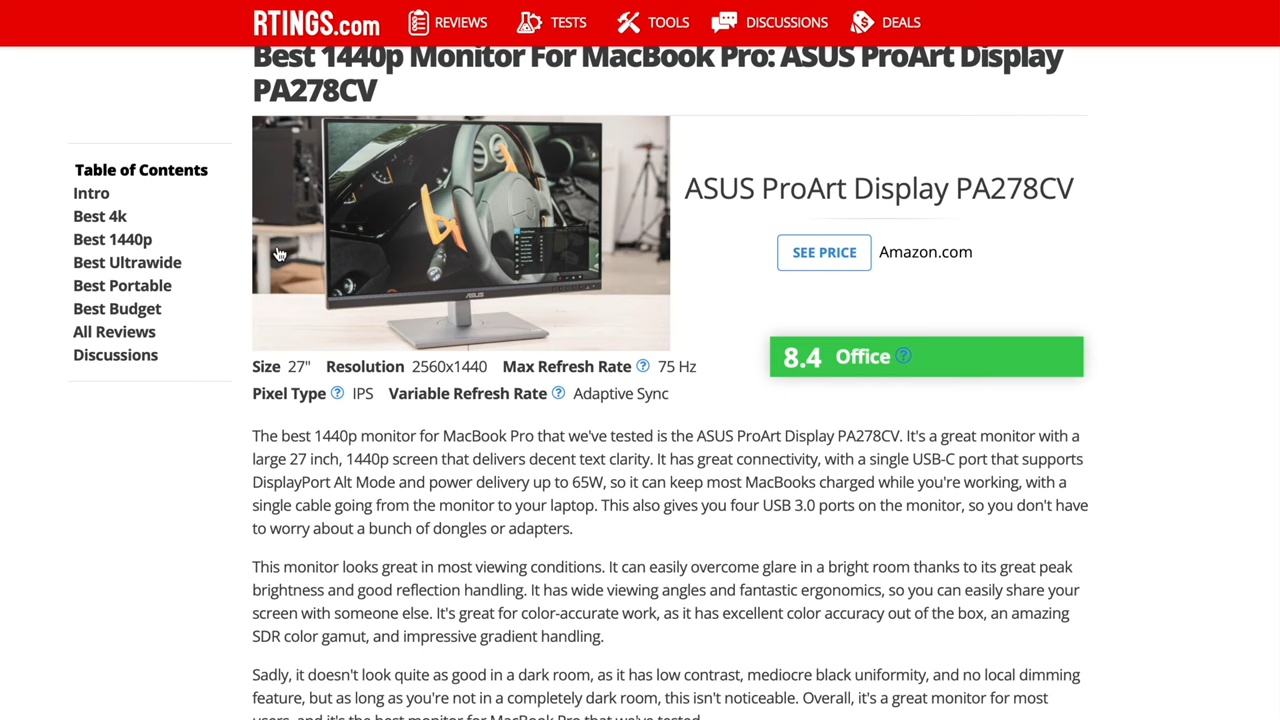 RTINGS.com REVIEWS TESTS TOOLS DISCUSSIONS DEALS
Best 1440p Monitor For MacBook Pro: ASUS ProArt Display
PA278CV
Table of Contents
Intro
Best 4k
Best 1440p
Best Ultrawide
Best Portable
Best Budget
All Reviews
Discussions
ASUS
ASUS ProArt Display PA278CV
SEE PRICE Amazon.com
8.4 Office ?
Size 27" Resolution 2560x1440 Max Refresh Rate ? 75 Hz
Pixel Type ? IPS Variable Refresh Rate ? Adaptive Sync
The best 1440p monitor for MacBook Pro that we've tested is the ASUS ProArt Display PA278CV. It's a great monitor with a
large 27 inch, 1440p screen that delivers decent text clarity. It has great connectivity, with a single USB-C port that supports
DisplayPort Alt Mode and power delivery up to 65W, so it can keep most MacBooks charged while you're working, with a
single cable going from the monitor to your laptop. This also gives you four USB 3.0 ports on the monitor, so you don't have
to worry about a bunch of dongles or adapters.
This monitor looks great in most viewing conditions. It can easily overcome glare in a bright room thanks to its great peak
brightness and good reflection handling. It has wide viewing angles and fantastic ergonomics, so you can easily share your
screen with someone else. It's great for color-accurate work, as it has excellent color accuracy out of the box, an amazing
SDR color gamut, and impressive gradient handling.
Sadly, it doesn't look quite as good in a dark room, as it has low contrast, mediocre black uniformity, and no local dimming
feature, but as long as you're not in a completely dark room, this isn't noticeable. Overall, it's a great monitor for most
users, and it's the best monitor for MacBook Pro that we've tested.